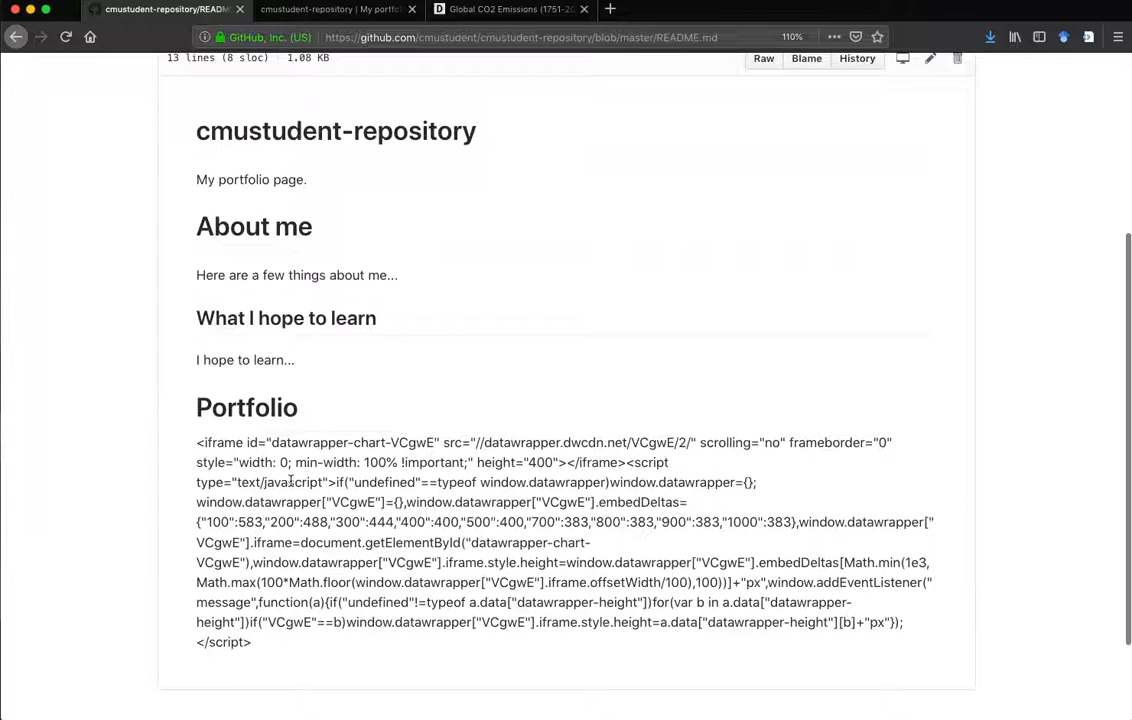 cmustudent-repository/READM
cmustudent-repository | My portfo
Global CO2 Emissions (1751-20
GitHub, Inc. (US)
https://github.com/cmustudent/cmustudent-repository/blob/master/README.md
110%
13 lines (8 sloc) 1.08 KB
Raw Blame History
cmustudent-repository
My portfolio page.
About me
Here are a few things about me...
What I hope to learn
I hope to learn...
Portfolio
<iframe id="datawrapper-chart-VCgwE" src="//datawrapper.dwcdn.net/VCgwE/2/" scrolling="no" frameborder="0"
style="width: 0; min-width: 100% !important;" height="400"></iframe><script
type="text/javascript">if("undefined"==typeof window.datawrapper)window.datawrapper={};
window.datawrapper["VCgwE"]={},window.datawrapper["VCgwE"].embedDeltas=
{"100":583,"200":488,"300":444,"400":400,"500":400,"700":383,"800":383,"900":383,"1000":383},window.datawrapper["
VCgwE"].iframe=document.getElementById("datawrapper-chart-
VCgwE"),window.datawrapper["VCgwE"].iframe.style.height=window.datawrapper["VCgwE"].embedDeltas[Math.min(1e3,
Math.max(100*Math.floor(window.datawrapper["VCgwE"].iframe.offsetWidth/100),100))]+"px",window.addEventListener("
message",function(a){if("undefined"!=typeof a.data["datawrapper-height"])for(var b in a.data["datawrapper-
height"])if("VCgwE"==b)window.datawrapper["VCgwE"].iframe.style.height=a.data["datawrapper-height"][b]+"px"});
</script>